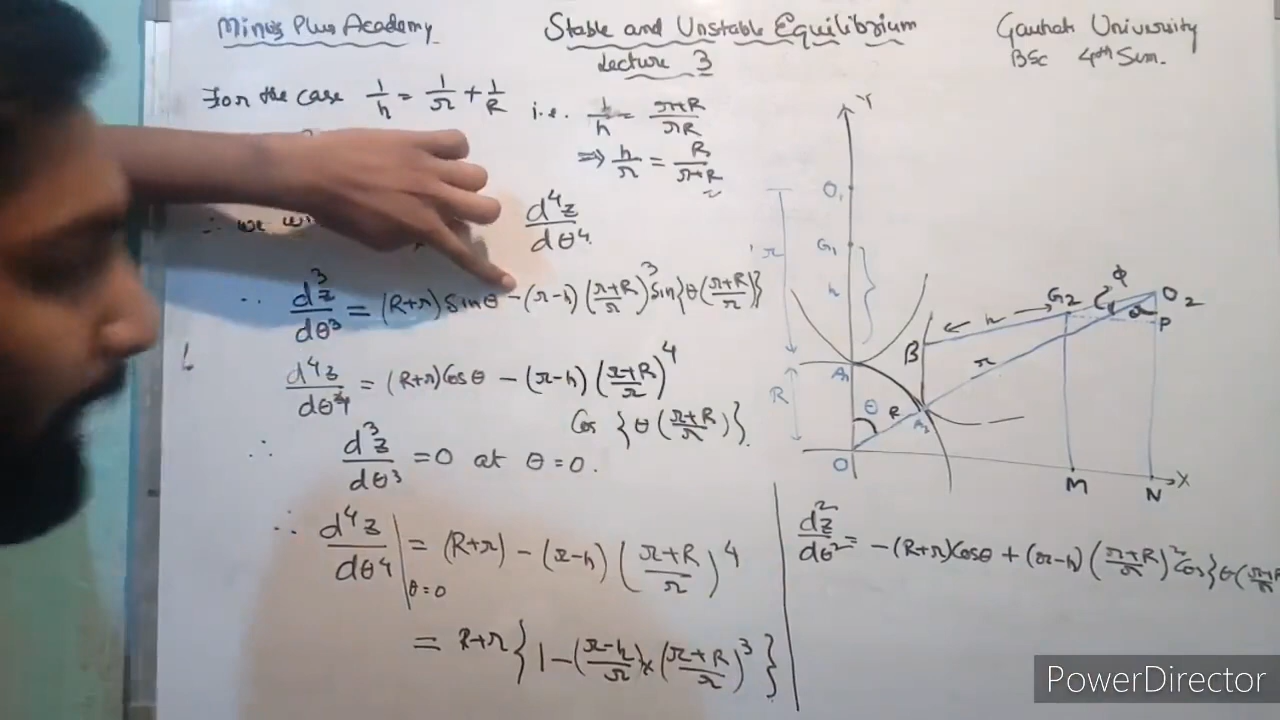 Minus Plus Academy
Stable and Unstable Equilibrium
Lecture 3
Gauhati University
BSc 4th Sem.
For the case 1/h = 1/r + 1/R
i.e. 1/h = (r+R)/rR
⇒ h/r = R/(r+R)
∴ we
d⁴z/dθ⁴
∴ d³z/dθ³ = (R+r) Sinθ - (r-h) ((r+R)/r)³ Sin{θ((r+R)/r)}
d⁴z/dθ⁴ = (R+r) Cosθ - (r-h) ((r+R)/r)⁴
Cos {θ((r+R)/r)}
∴ d³z/dθ³ = 0 at θ=0.
∴ d⁴z/dθ⁴ |θ=0 = (R+r) - (r-h) ((r+R)/r)⁴
= R+r {1-((r-h)/r) x ((r+R)/r)³}
Y
O₁
G₁
r
h
A₁
R
θ
R
A₂
O
B
h
G₂
φ
α
O₂
P
r
M
N
X
d²z/dθ² = -(R+r)Cosθ + (r-h) ((r+R)/r)² Cos{θ((r+R)/r
PowerDirector